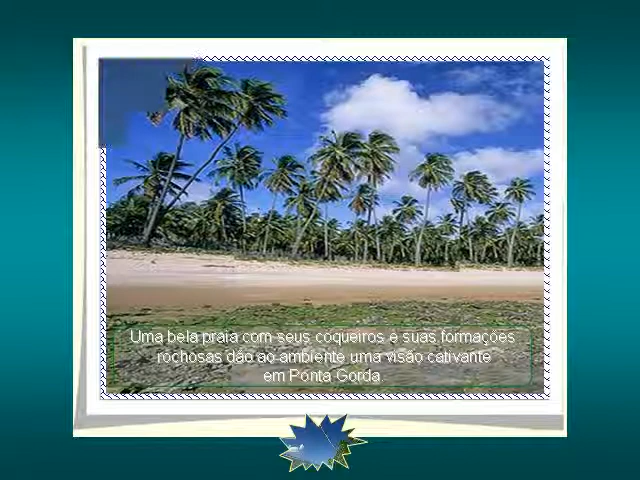 Uma bela praia com seus coqueiros e suas formações
rochosas dão ao ambiente uma visão cativante
em Ponta Gorda